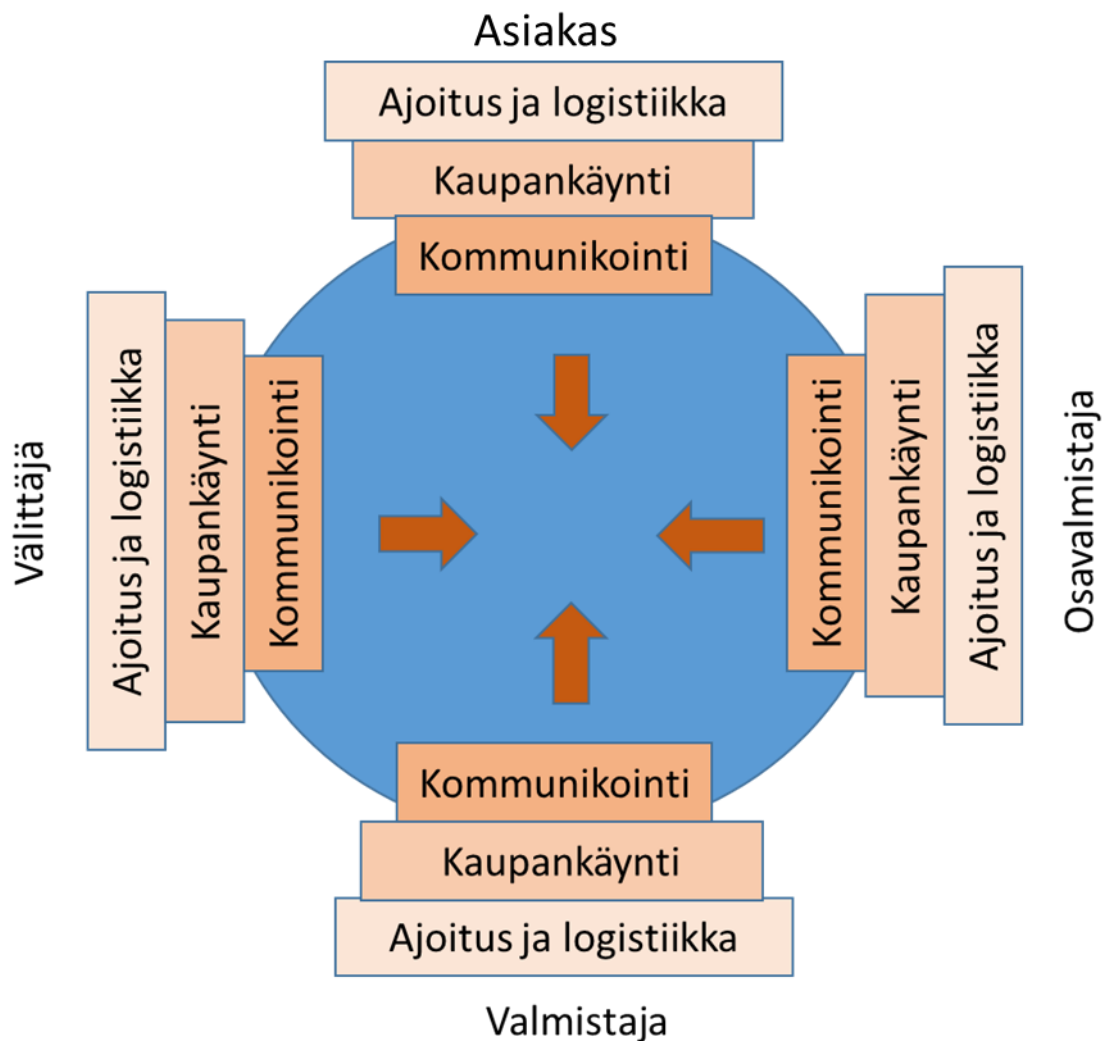 Asiakas
Ajoitus ja logistiikka
Kaupankäynti
Kommunikointi
Välittäjä
Ajoitus ja logistiikka
Kaupankäynti
Kommunikointi
Kommunikointi
Kaupankäynti
Ajoitus ja logistiikka
Osavalmistaja
Kommunikointi
Kaupankäynti
Ajoitus ja logistiikka
Valmistaja